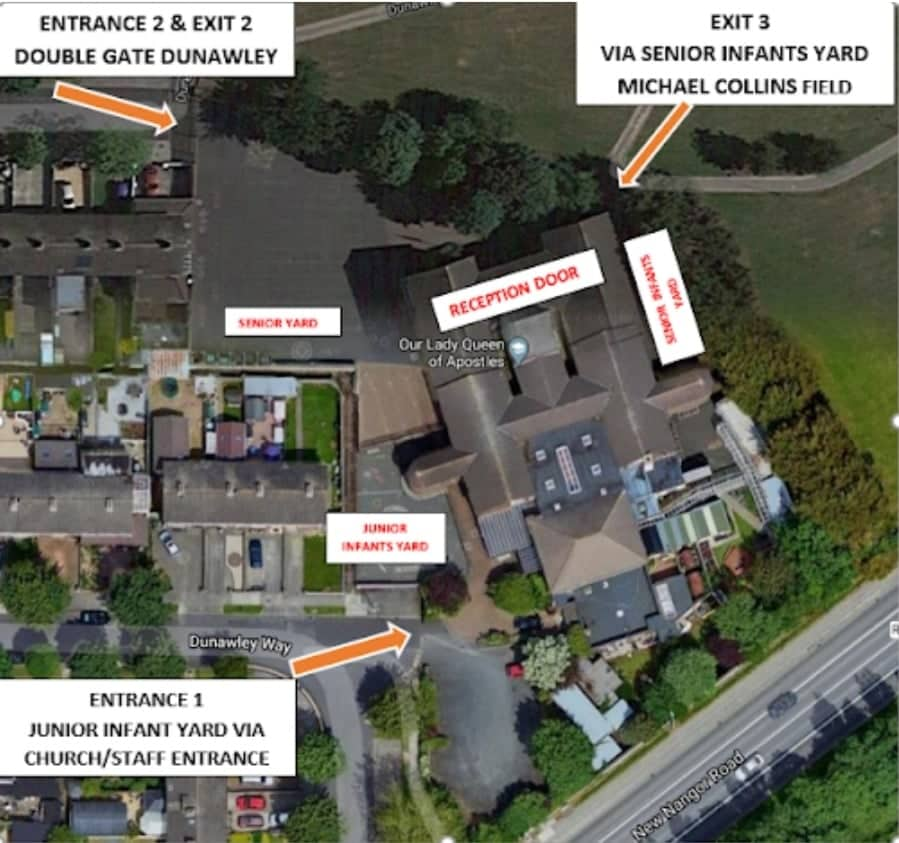 ENTRANCE 2 & EXIT 2
DOUBLE GATE DUNAWLEY
EXIT 3
VIA SENIOR INFANTS YARD
MICHAEL COLLINS FIELD
RECEPTION DOOR
SENIOR INFANTS
YARD
SENIOR YARD
Our Lady Queen
of Apostles
JUNIOR
INFANTS YARD
Dunawley Way
ENTRANCE 1
JUNIOR INFANT YARD VIA
CHURCH/STAFF ENTRANCE
New Nangor Road